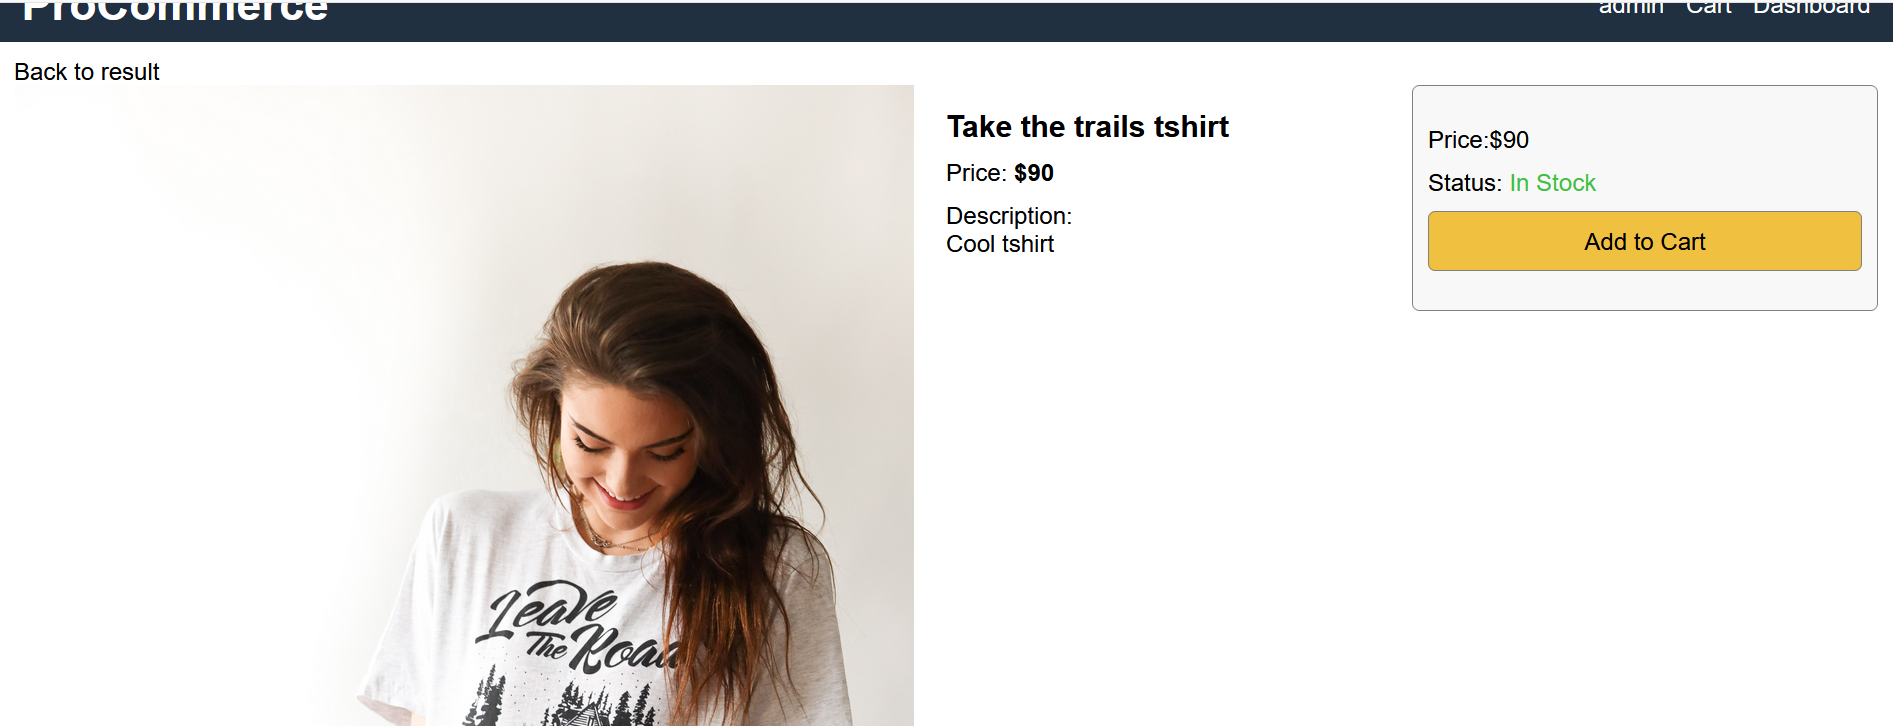 ProCommerce
admin Cart Dashboard
Back to result
Take the trails tshirt
Price: $90
Description:
Cool tshirt
Price:$90
Status: In Stock
Add to Cart
Leave
The Road